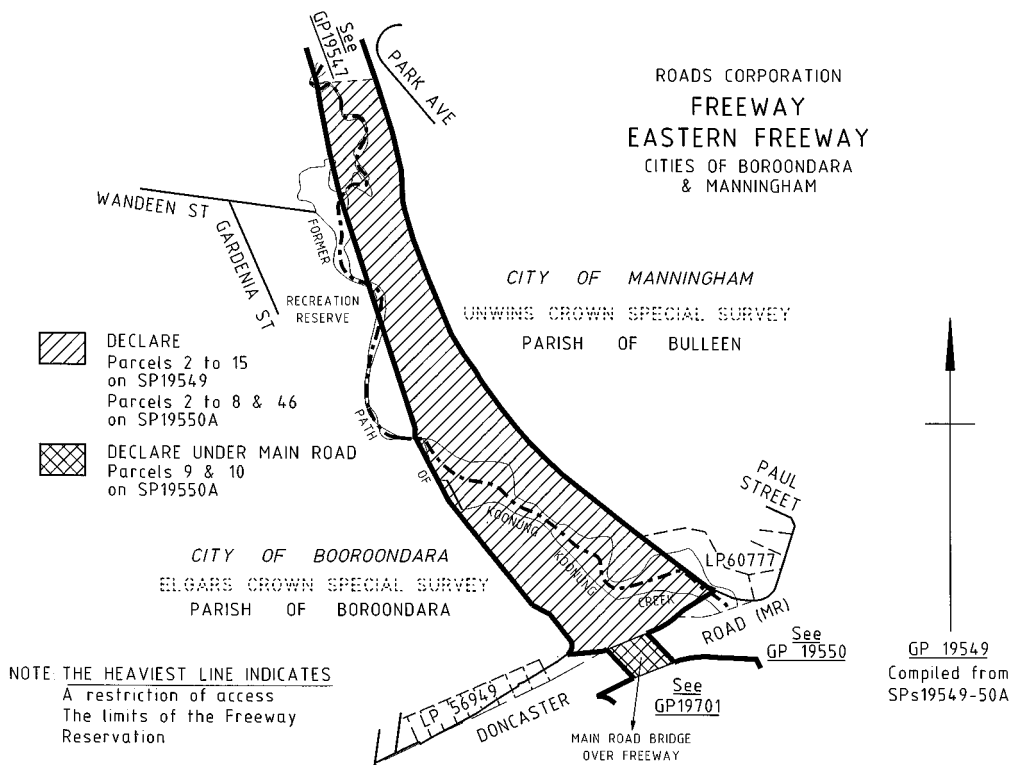 See
GP19547
PARK AVE
ROADS CORPORATION
FREEWAY
EASTERN FREEWAY
CITIES OF BOROONDARA
& MANNINGHAM
WANDEEN ST
GARDENIA ST
FORMER
RECREATION
RESERVE
CITY OF MANNINGHAM
UNWINS CROWN SPECIAL SURVEY
PARISH OF BULLEEN
DECLARE
Parcels 2 to 15
on SP19549
Parcels 2 to 8 & 46
on SP19550A
DECLARE UNDER MAIN ROAD
Parcels 9 & 10
on SP19550A
PATH
OF
KOONUNG
KOONUNG
CREEK
PAUL
STREET
LP60777
CITY OF BOOROONDARA
ELGARS CROWN SPECIAL SURVEY
PARISH OF BOROONDARA
ROAD (MR)
See
GP 19550
GP 19549
Compiled from
SPs19549-50A
NOTE: THE HEAVIEST LINE INDICATES
A restriction of access
The limits of the Freeway
Reservation
LP 56949
DONCASTER
See
GP19701
MAIN ROAD BRIDGE
OVER FREEWAY